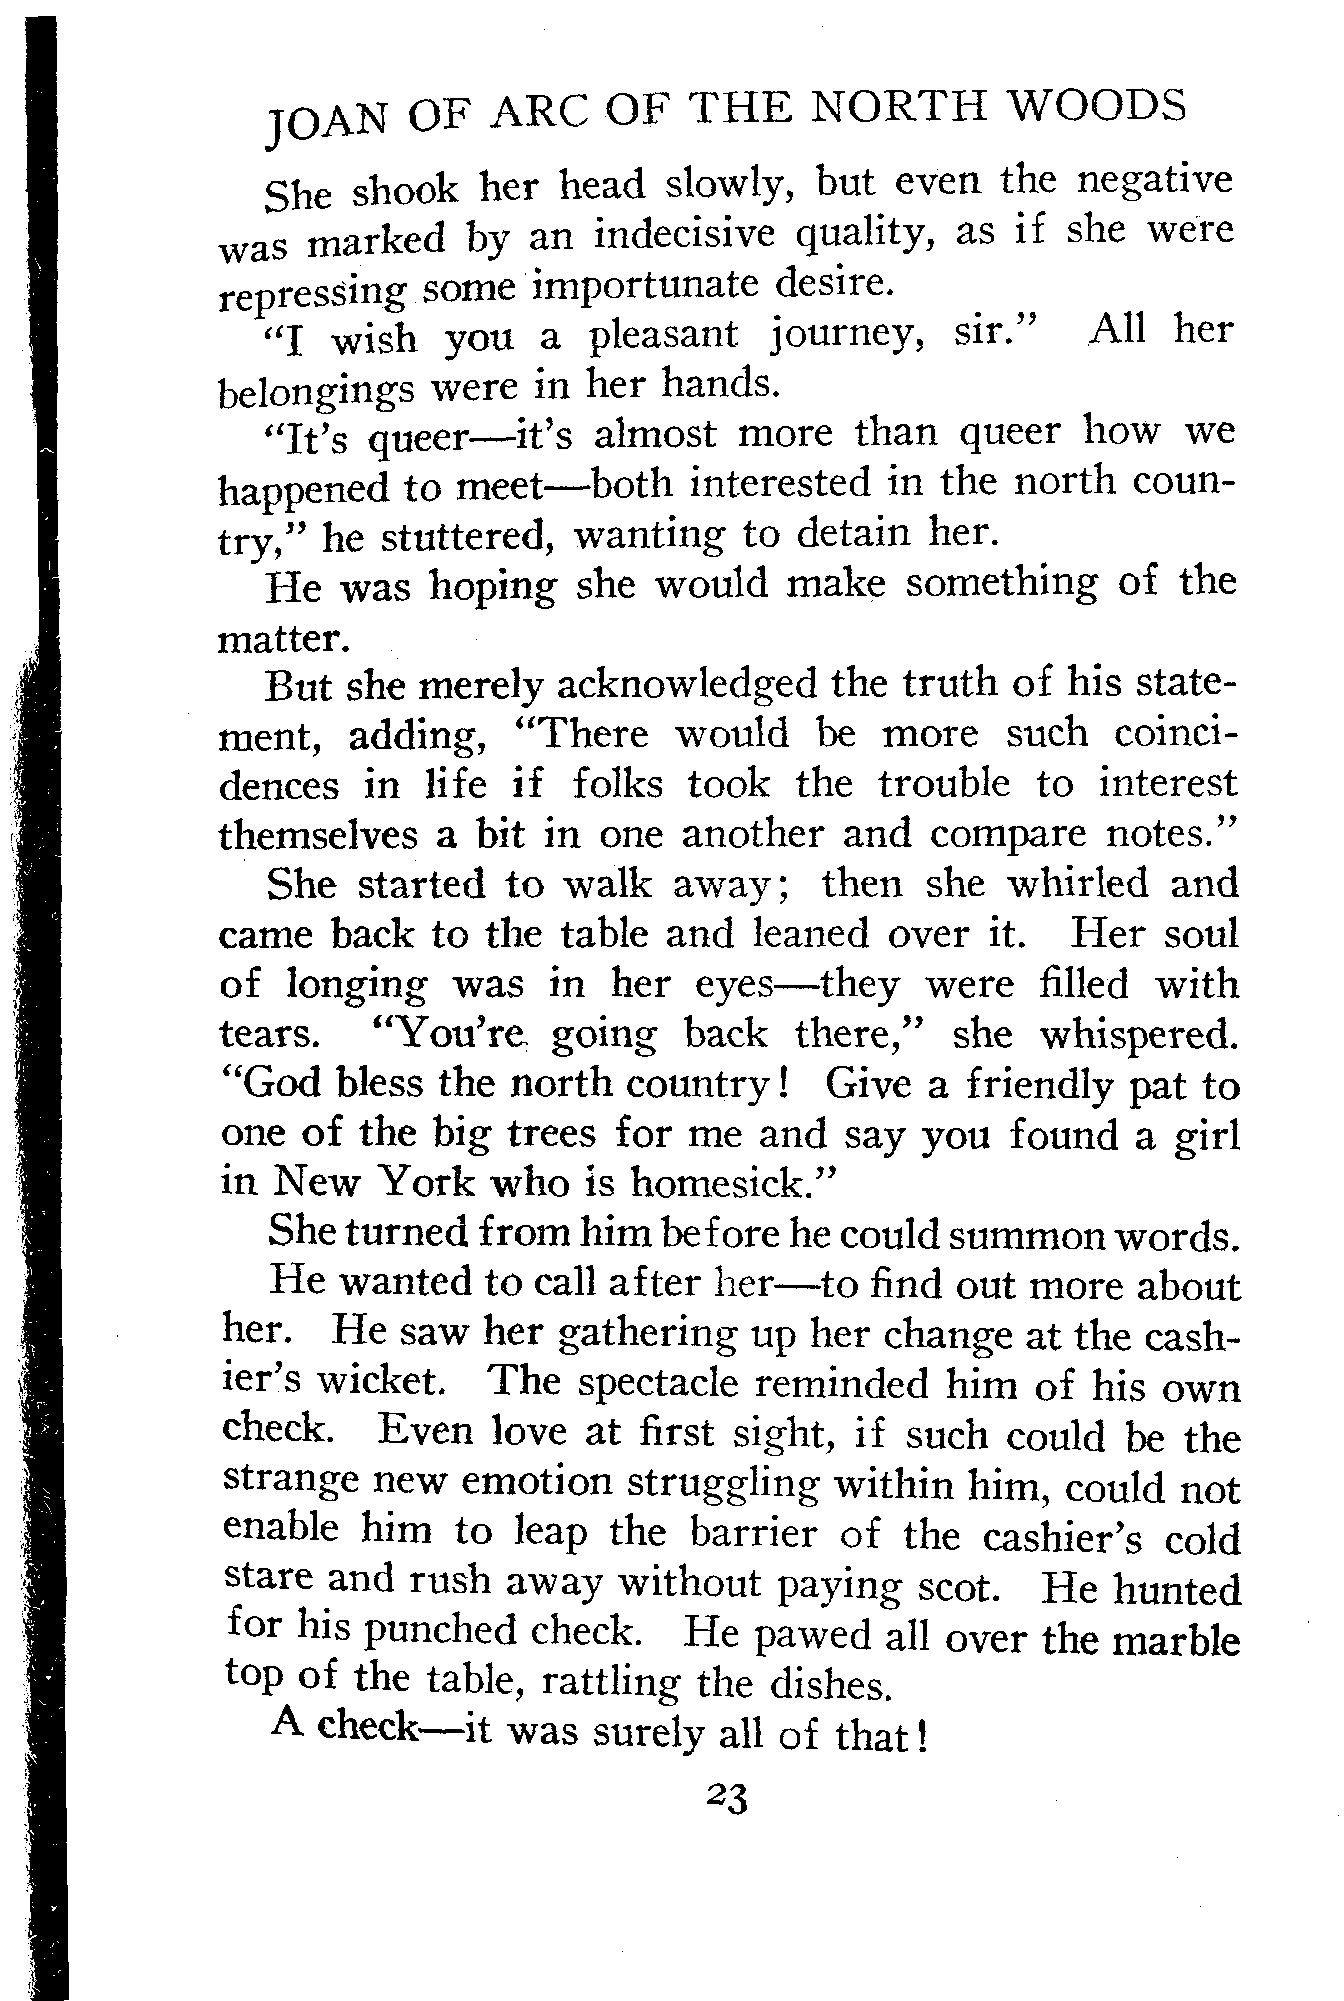 JOAN OF ARC OF THE NORTH WOODS
She shook her head slowly, but even the negative
was marked by an indecisive quality, as if she were
repressing some importunate desire.
"I wish you a pleasant journey, sir." All her
belongings were in her hands.
"It's queer—it's almost more than queer how we
happened to meet—both interested in the north coun-
try," he stuttered, wanting to detain her.
He was hoping she would make something of the
matter.
But she merely acknowledged the truth of his state-
ment, adding, "There would be more such coinci-
dences in life if folks took the trouble to interest
themselves a bit in one another and compare notes."
She started to walk away; then she whirled and
came back to the table and leaned over it. Her soul
of longing was in her eyes—they were filled with
tears. "You're going back there," she whispered.
"God bless the north country! Give a friendly pat to
one of the big trees for me and say you found a girl
in New York who is homesick."
She turned from him before he could summon words.
He wanted to call after her—to find out more about
her. He saw her gathering up her change at the cash-
ier's wicket. The spectacle reminded him of his own
check. Even love at first sight, if such could be the
strange new emotion struggling within him, could not
enable him to leap the barrier of the cashier's cold
stare and rush away without paying scot. He hunted
for his punched check. He pawed all over the marble
top of the table, rattling the dishes.
A check—it was surely all of that!
23